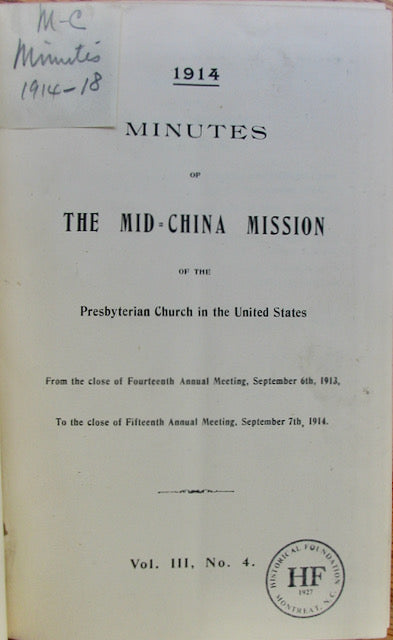 M-C
Minutes
1914-18
1914
MINUTES
OF
THE MID-CHINA MISSION
OF THE
Presbyterian Church in the United States
From the close of Fourteenth Annual Meeting, September 6th, 1913,
To the close of Fifteenth Annual Meeting, September 7th, 1914.
Vol. III, No. 4.
HISTORICAL FOUNDATION
HF
1927
MONTREAT, N.C.